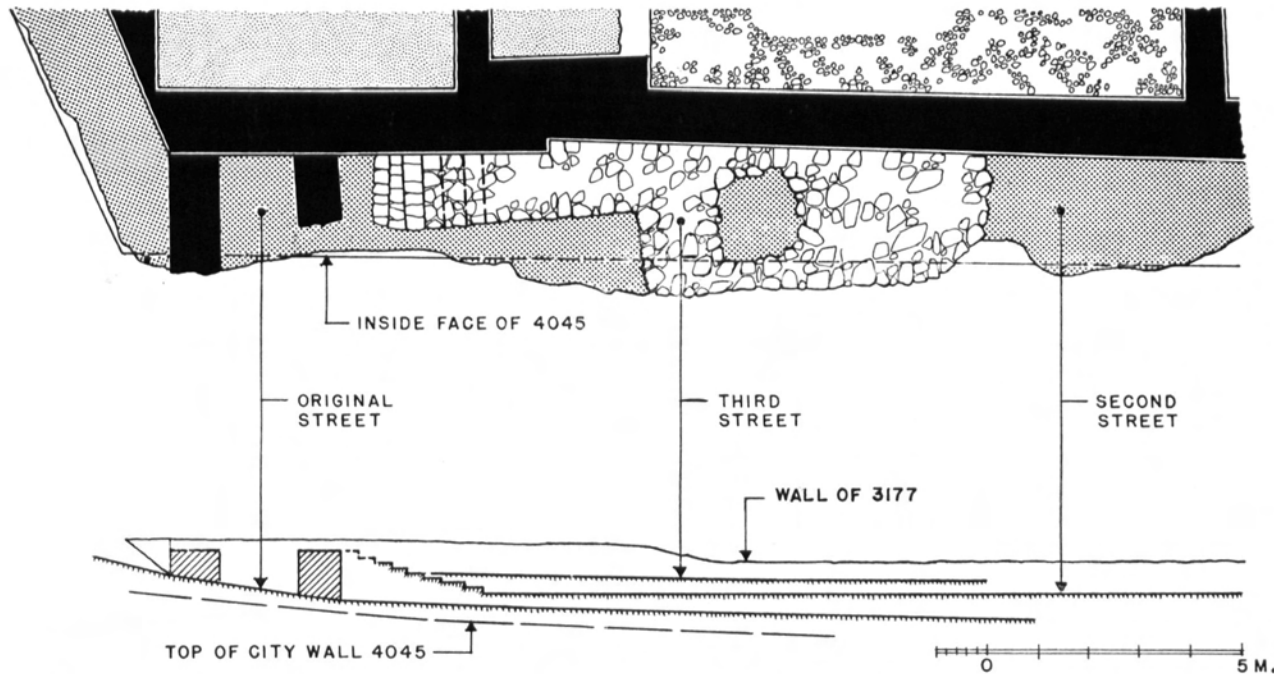 INSIDE FACE OF 4045
ORIGINAL
STREET
THIRD
STREET
SECOND
STREET
WALL OF 3177
TOP OF CITY WALL 4045
0 5 M.